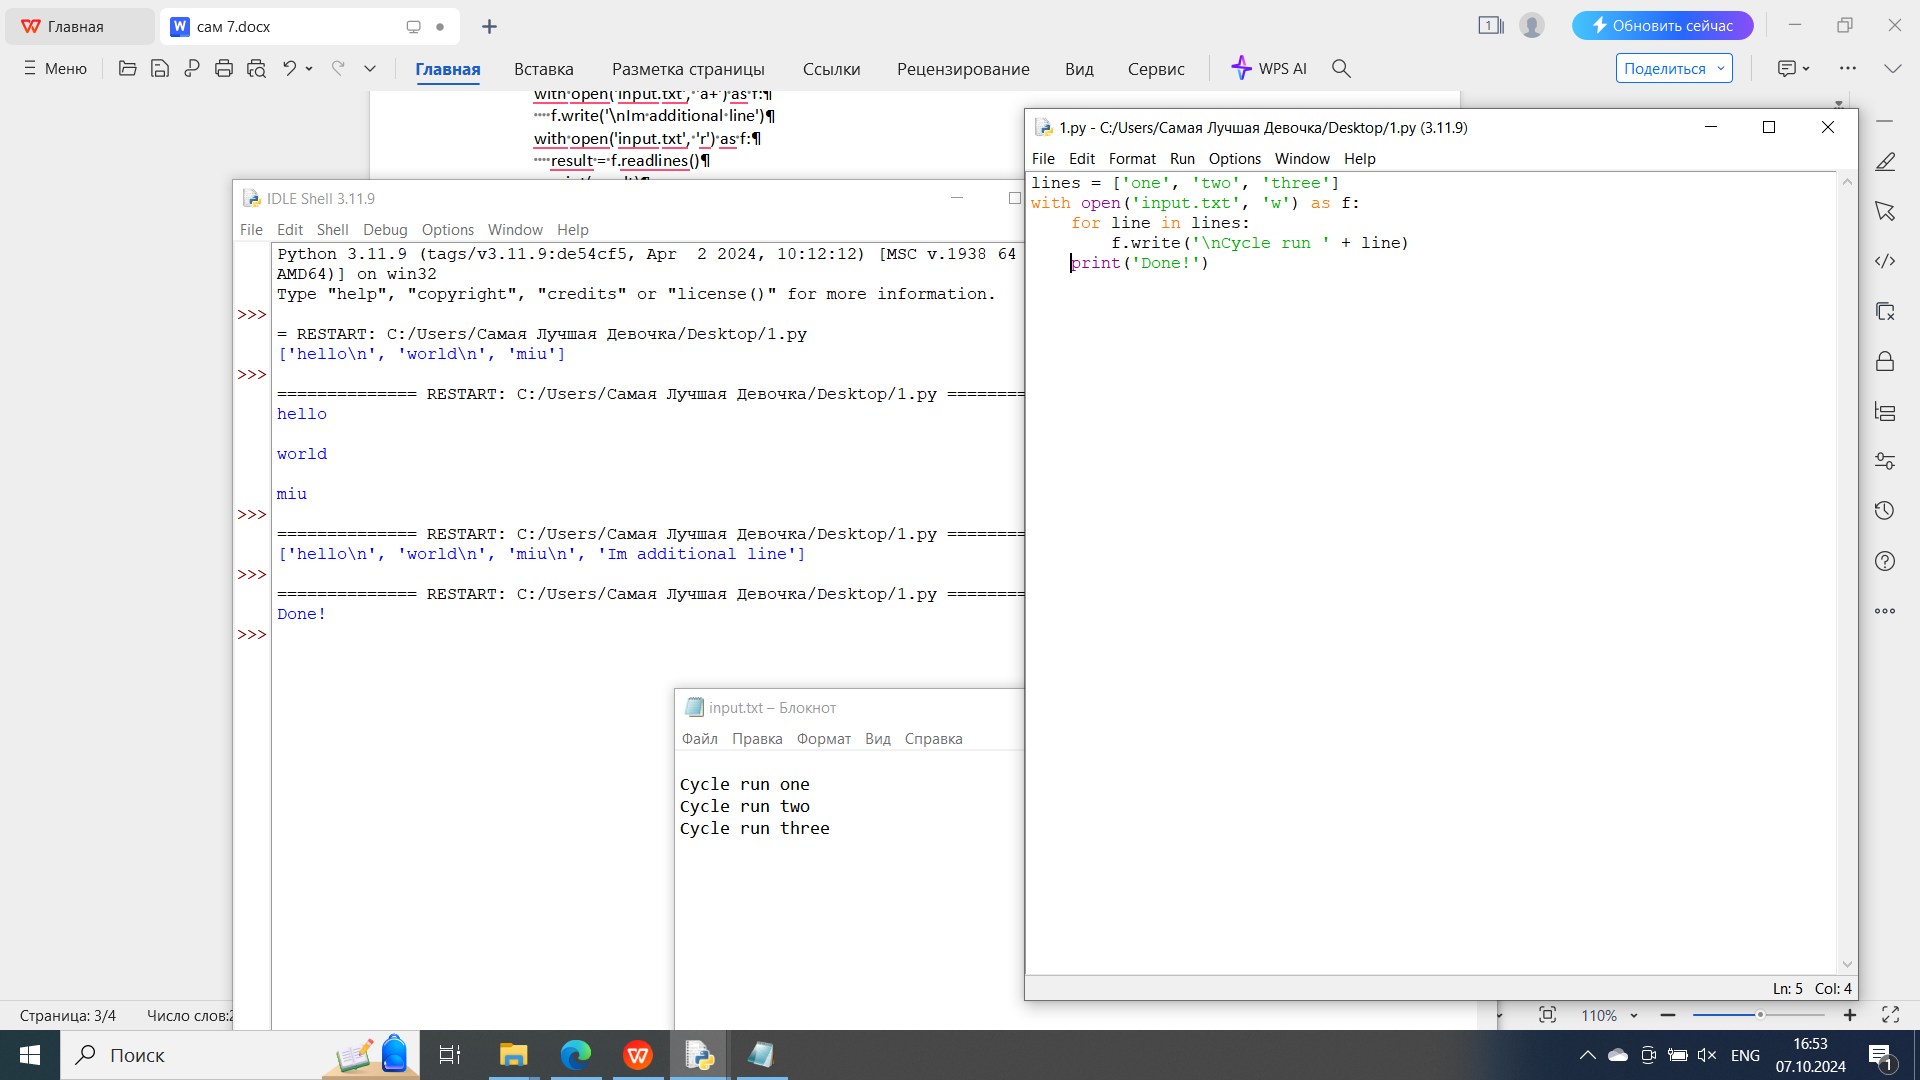 Главная
сам 7.docx
1
Обновить сейчас
Меню
Главная Вставка Разметка страницы Ссылки Рецензирование Вид Сервис WPS AI
Поделиться
with open('input.txt', 'a+') as f:¶
f.write('\nIm additional line')¶
with open('input.txt', 'r') as f:¶
result = f.readlines()¶
IDLE Shell 3.11.9
File Edit Shell Debug Options Window Help
Python 3.11.9 (tags/v3.11.9:de54cf5, Apr  2 2024, 10:12:12) [MSC v.1938 64
AMD64)] on win32
Type "help", "copyright", "credits" or "license()" for more information.
>>>
= RESTART: C:/Users/Самая Лучшая Девочка/Desktop/1.py
['hello\n', 'world\n', 'miu']
>>>
============== RESTART: C:/Users/Самая Лучшая Девочка/Desktop/1.py ========
hello
world
miu
>>>
============== RESTART: C:/Users/Самая Лучшая Девочка/Desktop/1.py ========
['hello\n', 'world\n', 'miu\n', 'Im additional line']
>>>
============== RESTART: C:/Users/Самая Лучшая Девочка/Desktop/1.py ========
Done!
>>>
input.txt – Блокнот
Файл Правка Формат Вид Справка
Cycle run one
Cycle run two
Cycle run three
1.py - C:/Users/Самая Лучшая Девочка/Desktop/1.py (3.11.9)
File Edit Format Run Options Window Help
lines = ['one', 'two', 'three']
with open('input.txt', 'w') as f:
    for line in lines:
        f.write('\nCycle run ' + line)
    print('Done!')
Ln: 5 Col: 4
Страница: 3/4 Число слов:
110%
Поиск
ENG
16:53
07.10.2024
1